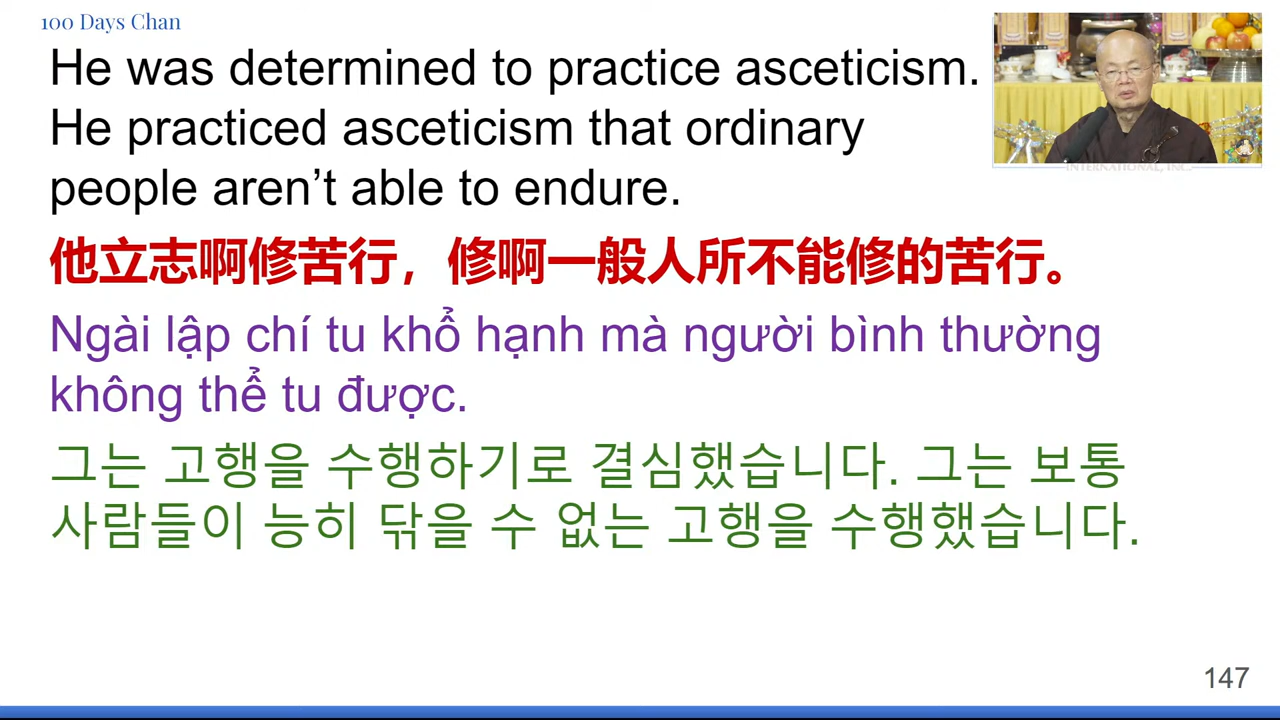 100 Days Chan
He was determined to practice asceticism.
He practiced asceticism that ordinary
people aren’t able to endure.
他立志啊修苦行，修啊一般人所不能修的苦行。
Ngài lập chí tu khổ hạnh mà người bình thường
không thể tu được.
그는 고행을 수행하기로 결심했습니다. 그는 보통
사람들이 능히 닦을 수 없는 고행을 수행했습니다.
INTERNATIONAL, INC.
147